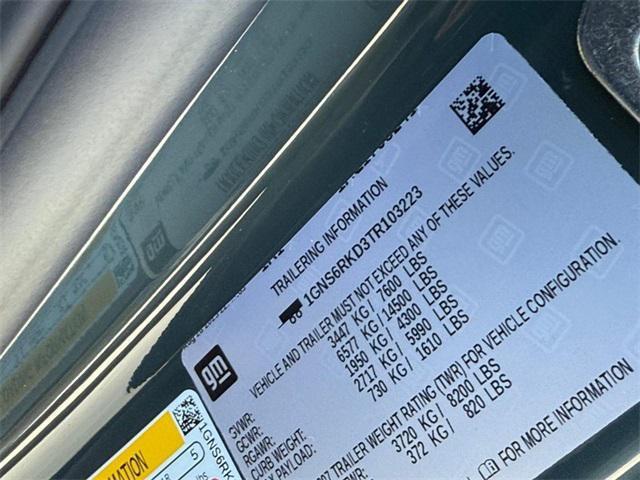 TRAILERING INFORMATION
1GNS6RKD3TR103223
VEHICLE AND TRAILER MUST NOT EXCEED ANY OF THESE VALUES.
gm
SVWR: 3447 KG/ 7600 LBS
GCWR: 6577 KG/ 14500 LBS
RGAWR: 1950 KG/ 4300 LBS
CURB WEIGHT: 2717 KG/ 5990 LBS
PAYLOAD: 730 KG/ 1610 LBS
TRAILER WEIGHT RATING (TWR) FOR VEHICLE CONFIGURATION.
3720 KG/ 8200 LBS
372 KG/ 820 LBS
FOR MORE INFORMATION
1GNS6RK
5